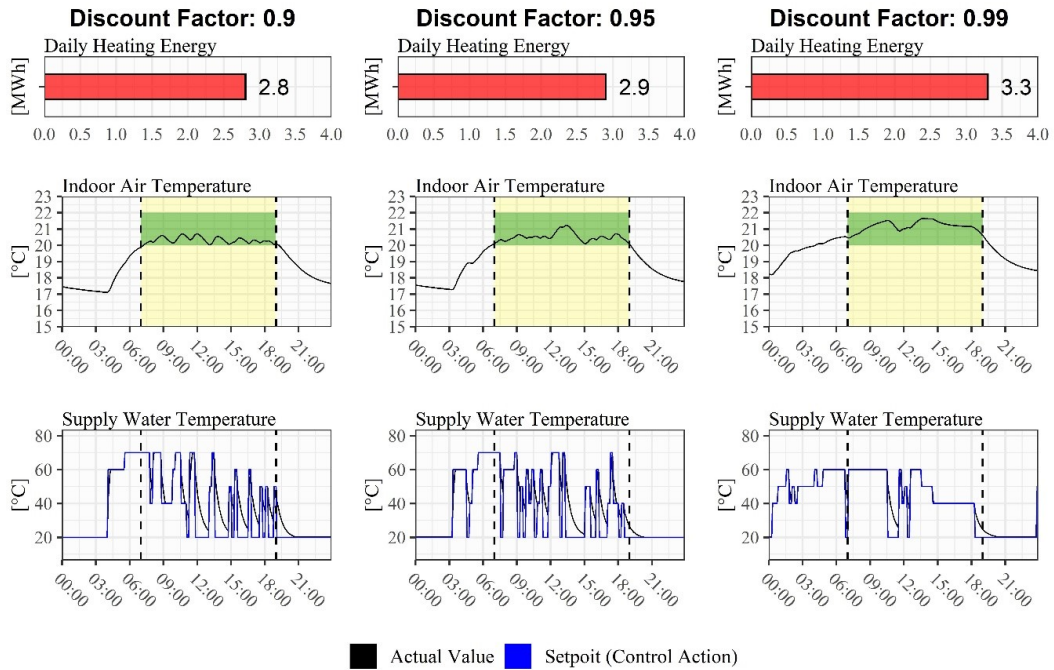 Discount Factor: 0.9 Discount Factor: 0.95 Discount Factor: 0.99
Daily Heating Energy Daily Heating Energy Daily Heating Energy
[MWh] 2.8 [MWh] 2.9 [MWh] 3.3
0.0 0.5 1.0 1.5 2.0 2.5 3.0 3.5 4.0 0.0 0.5 1.0 1.5 2.0 2.5 3.0 3.5 4.0 0.0 0.5 1.0 1.5 2.0 2.5 3.0 3.5 4.0
Indoor Air Temperature Indoor Air Temperature Indoor Air Temperature
23 23 23
22 22 22
21 21 21
20 20 20
[°C] [°C] [°C]
19 19 19
18 18 18
17 17 17
16 16 16
15 15 15
00:00 03:00 06:00 09:00 12:00 15:00 18:00 21:00 00:00 03:00 06:00 09:00 12:00 15:00 18:00 21:00 00:00 03:00 06:00 09:00 12:00 15:00 18:00 21:00
Supply Water Temperature Supply Water Temperature Supply Water Temperature
80 80 80
60 60 60
[°C] [°C] [°C]
40 40 40
20 20 20
00:00 03:00 06:00 09:00 12:00 15:00 18:00 21:00 00:00 03:00 06:00 09:00 12:00 15:00 18:00 21:00 00:00 03:00 06:00 09:00 12:00 15:00 18:00 21:00
Actual Value Setpoit (Control Action)